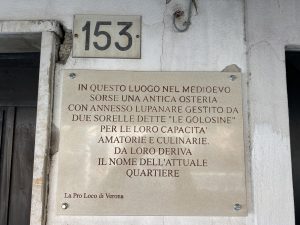 153
IN QUESTO LUOGO NEL MEDIOEVO
SORSE UNA ANTICA OSTERIA
CON ANNESSO LUPANARE GESTITO DA
DUE SORELLE DETTE "LE GOLOSINE"
PER LE LORO CAPACITA'
AMATORIE E CULINARIE.
DA LORO DERIVA
IL NOME DELL'ATTUALE
QUARTIERE
La Pro Loco di Verona